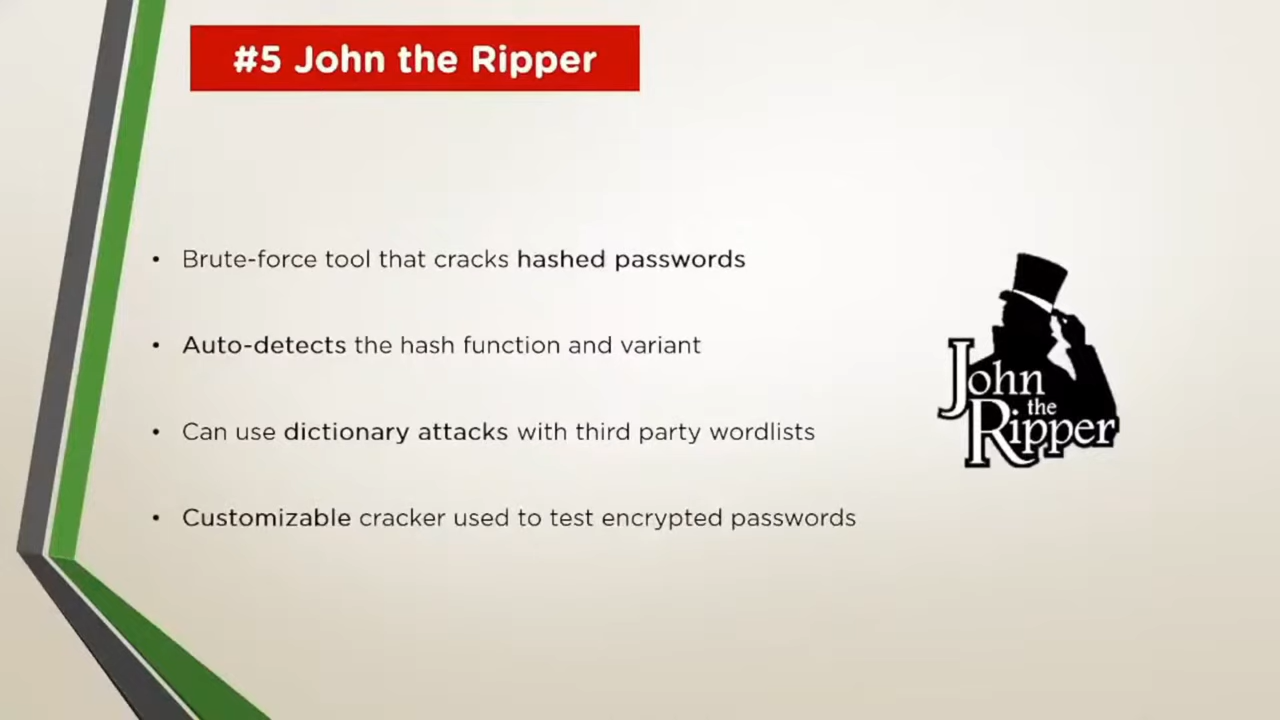 #5 John the Ripper
• Brute-force tool that cracks hashed passwords
• Auto-detects the hash function and variant
• Can use dictionary attacks with third party wordlists
• Customizable cracker used to test encrypted passwords
John
the
Ripper